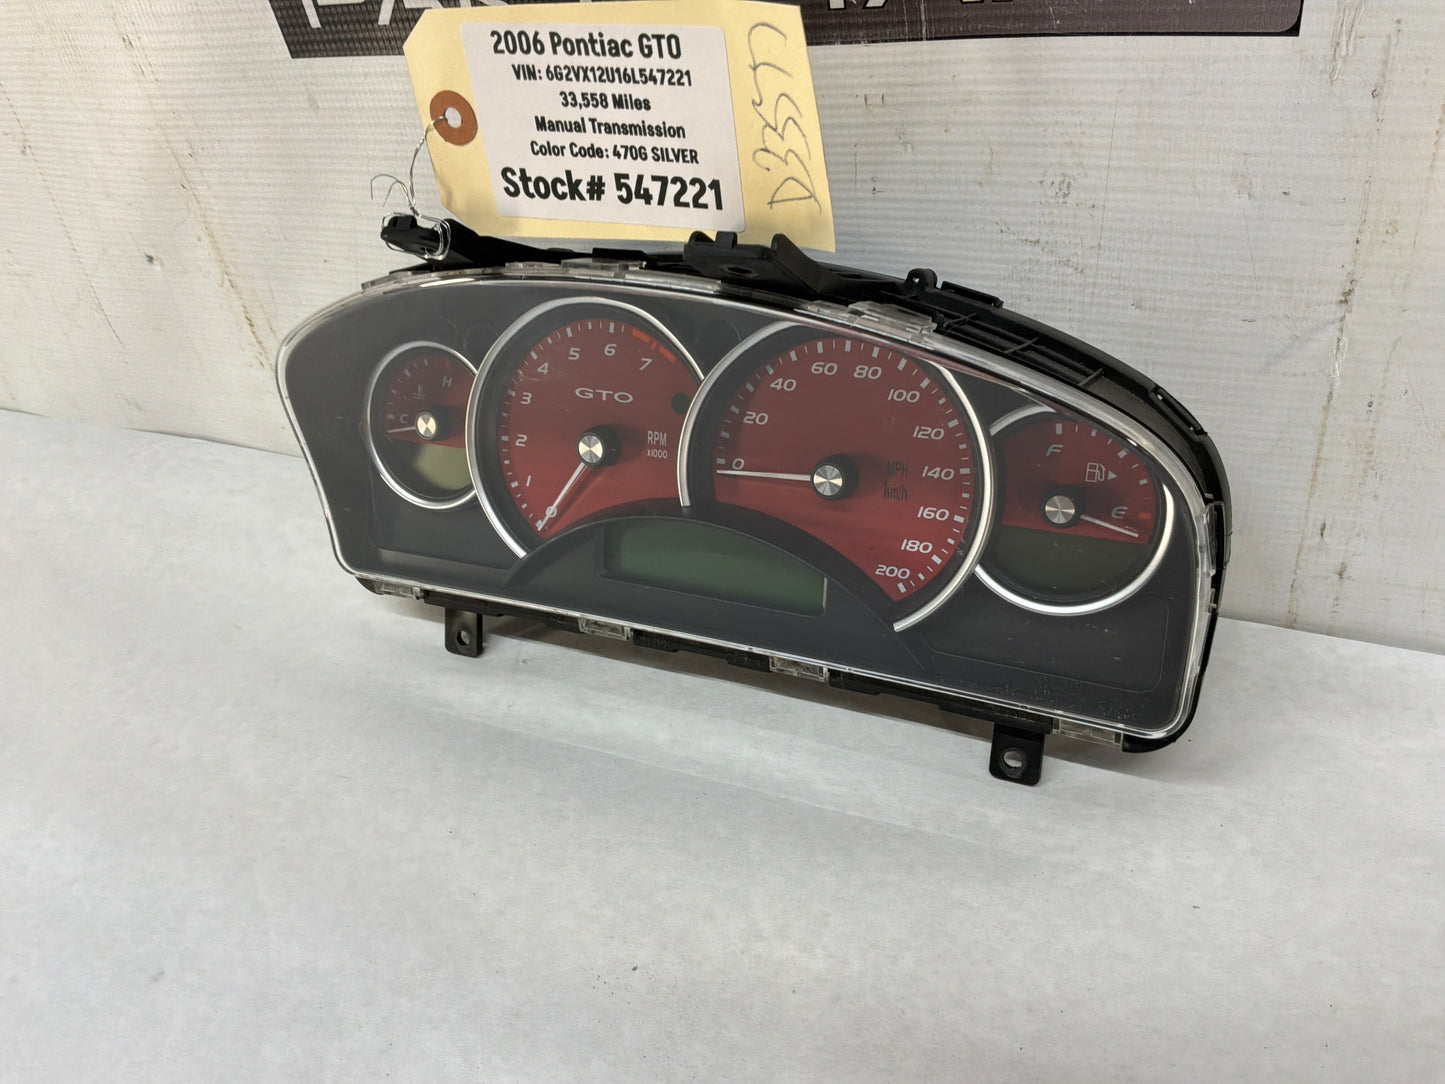 2006 Pontiac GTO
VIN: 6G2VX12U16L547221
33,558 Miles
Manual Transmission
Color Code: 470G SILVER
Stock# 547221
H
C
0 1 2 3 4 5 6 7
GTO
RPM
x1000
0 20 40 60 80 100 120 140 160 180 200
MPH
km/h
F
E